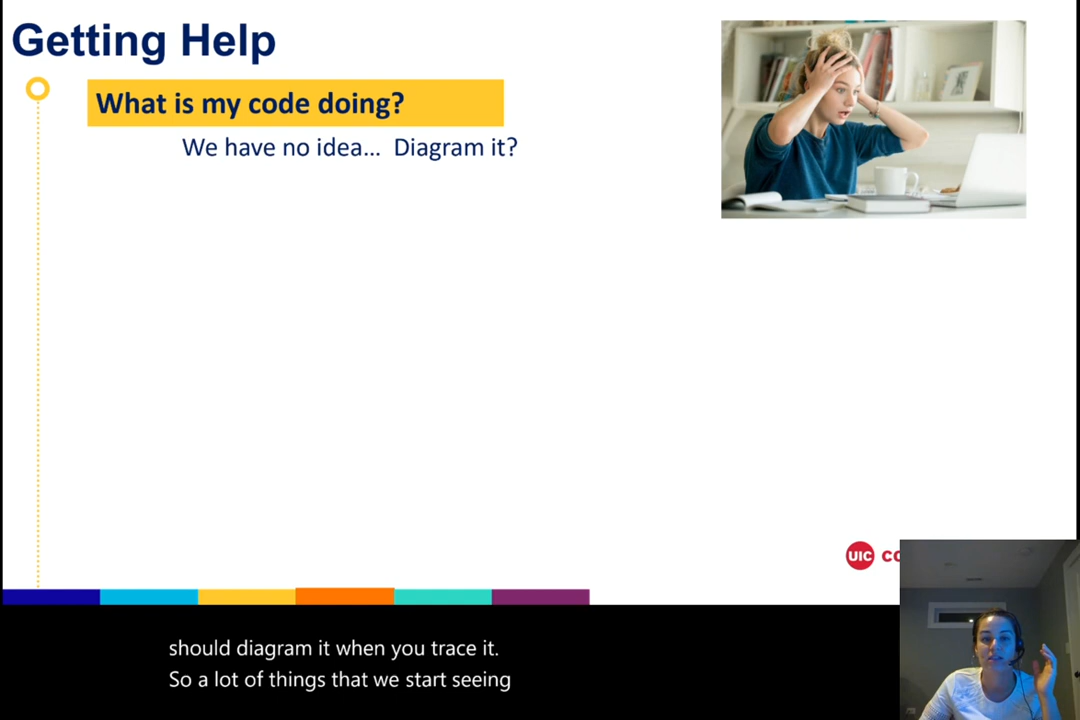 Getting Help
What is my code doing?
We have no idea... Diagram it?
UIC
should diagram it when you trace it.
So a lot of things that we start seeing